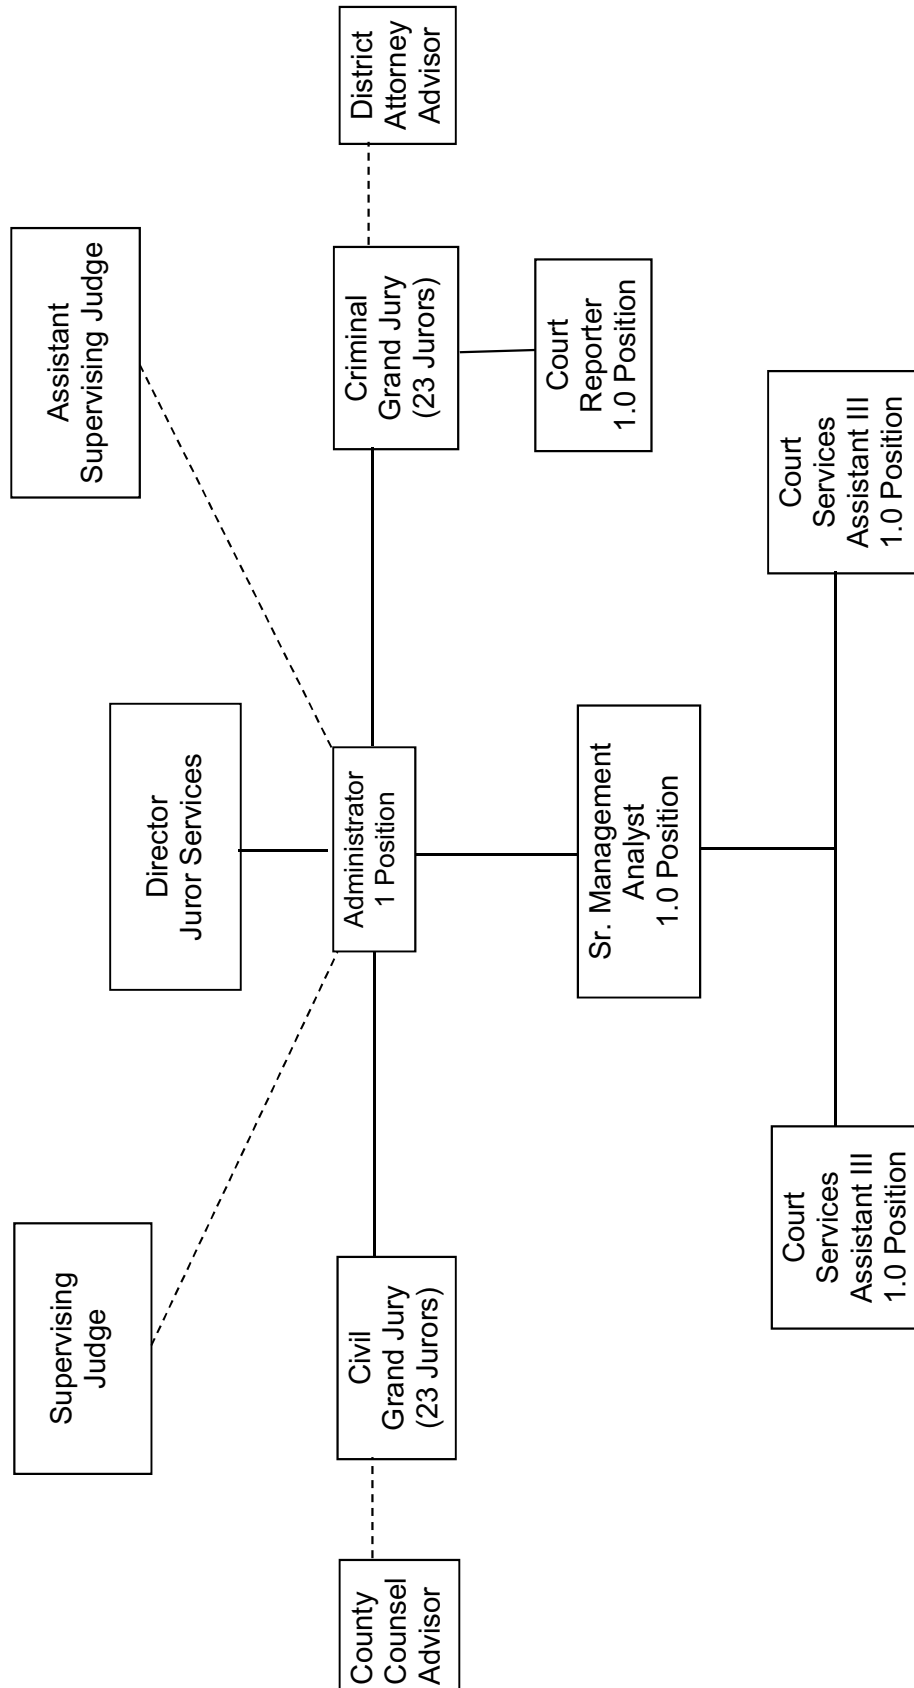 Supervising
Judge
Assistant
Supervising Judge
Director
Juror Services
County
Counsel
Advisor
Civil
Grand Jury
(23 Jurors)
Administrator
1 Position
Criminal
Grand Jury
(23 Jurors)
District
Attorney
Advisor
Court
Reporter
1.0 Position
Sr. Management
Analyst
1.0 Position
Court
Services
Assistant III
1.0 Position
Court
Services
Assistant III
1.0 Position